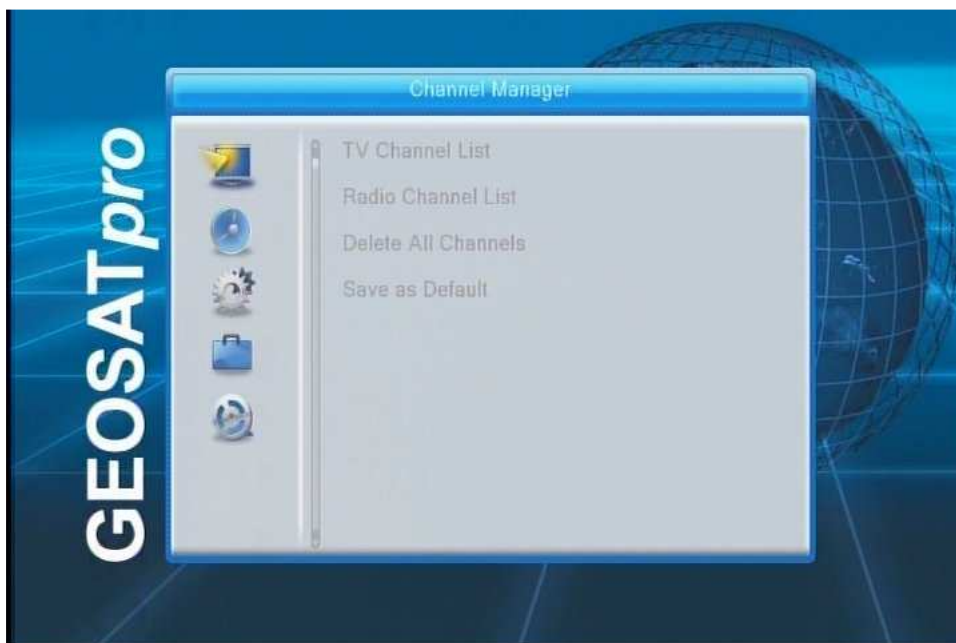 Channel Manager
GEOSATpro
TV Channel List
Radio Channel List
Delete All Channels
Save as Default